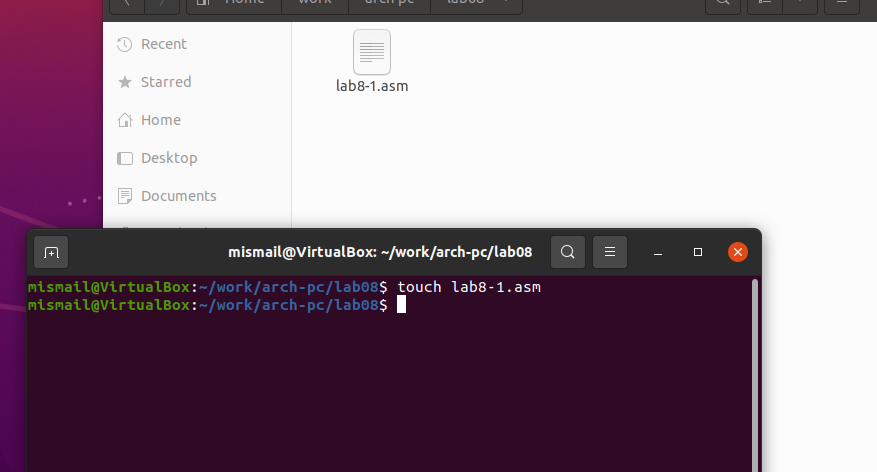 Home work arch-pc lab08
Recent
lab8-1.asm
Starred
Home
Desktop
Documents
mismail@VirtualBox: ~/work/arch-pc/lab08
mismail@VirtualBox:~/work/arch-pc/lab08$ touch lab8-1.asm
mismail@VirtualBox:~/work/arch-pc/lab08$